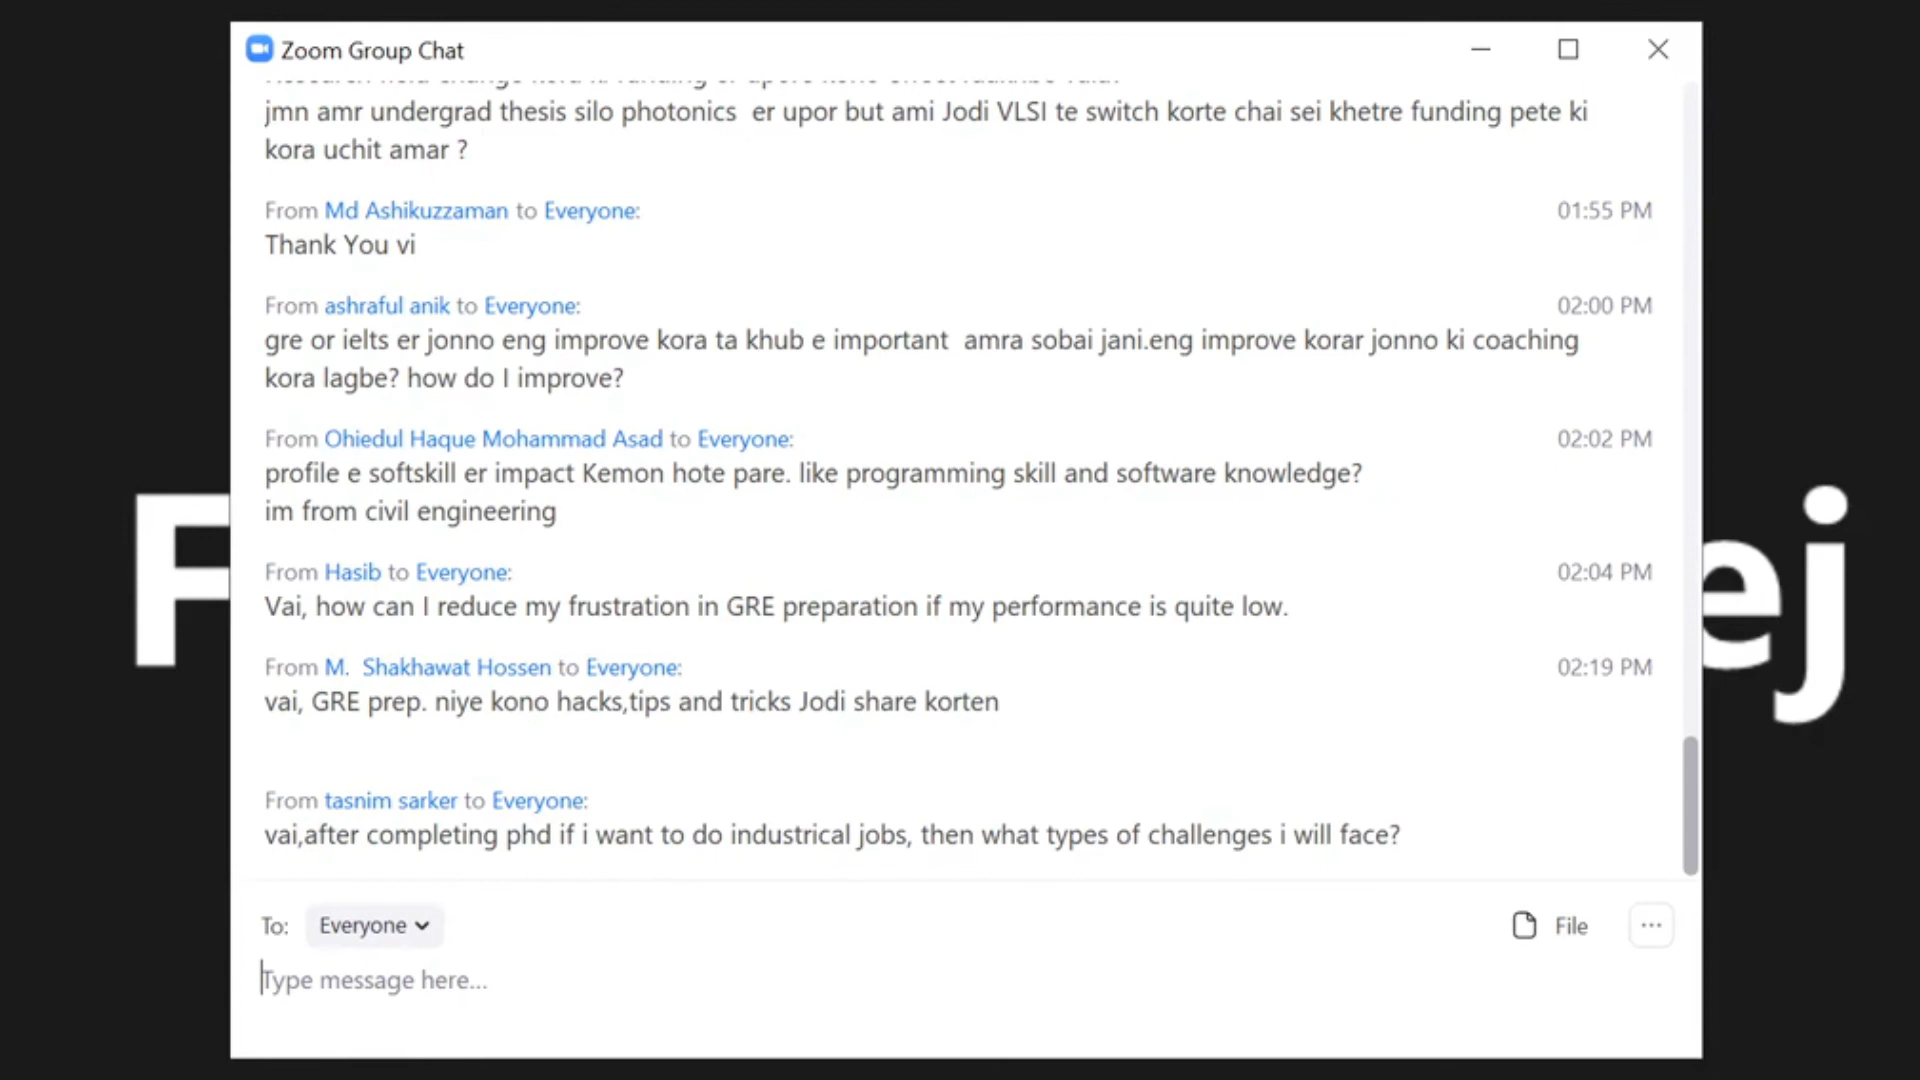 Zoom Group Chat
jmn amr undergrad thesis silo photonics er upor but ami Jodi VLSI te switch korte chai sei khetre funding pete ki
kora uchit amar ?
From Md Ashikuzzaman to Everyone: 01:55 PM
Thank You vi
From ashraful anik to Everyone: 02:00 PM
gre or ielts er jonno eng improve kora ta khub e important amra sobai jani.eng improve korar jonno ki coaching
kora lagbe? how do I improve?
From Ohiedul Haque Mohammad Asad to Everyone: 02:02 PM
profile e softskill er impact Kemon hote pare. like programming skill and software knowledge?
im from civil engineering
From Hasib to Everyone: 02:04 PM
Vai, how can I reduce my frustration in GRE preparation if my performance is quite low.
From M. Shakhawat Hossen to Everyone: 02:19 PM
vai, GRE prep. niye kono hacks,tips and tricks Jodi share korten
From tasnim sarker to Everyone:
vai,after completing phd if i want to do industrical jobs, then what types of challenges i will face?
To: Everyone File
Type message here...
F
ej